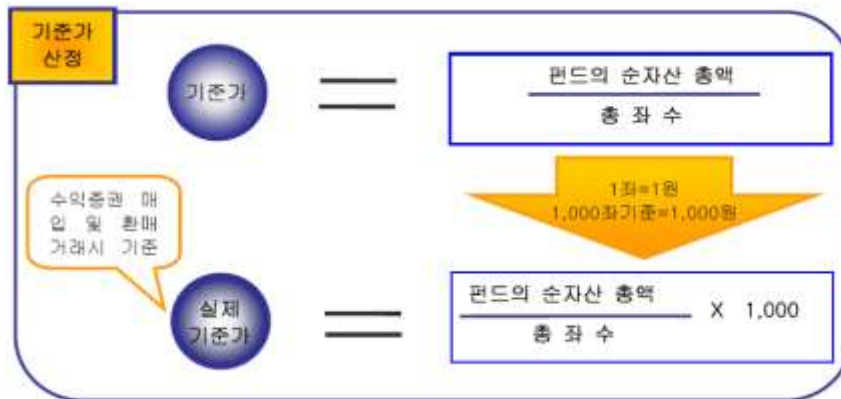 기준가
산정
기준가
펀드의 순자산 총액
총 좌 수
1좌=1원
1,000좌기준=1,000원
수익증권 매
입 및 환매
거래시 기준
실제
기준가
펀드의 순자산 총액
총 좌 수
X 1,000